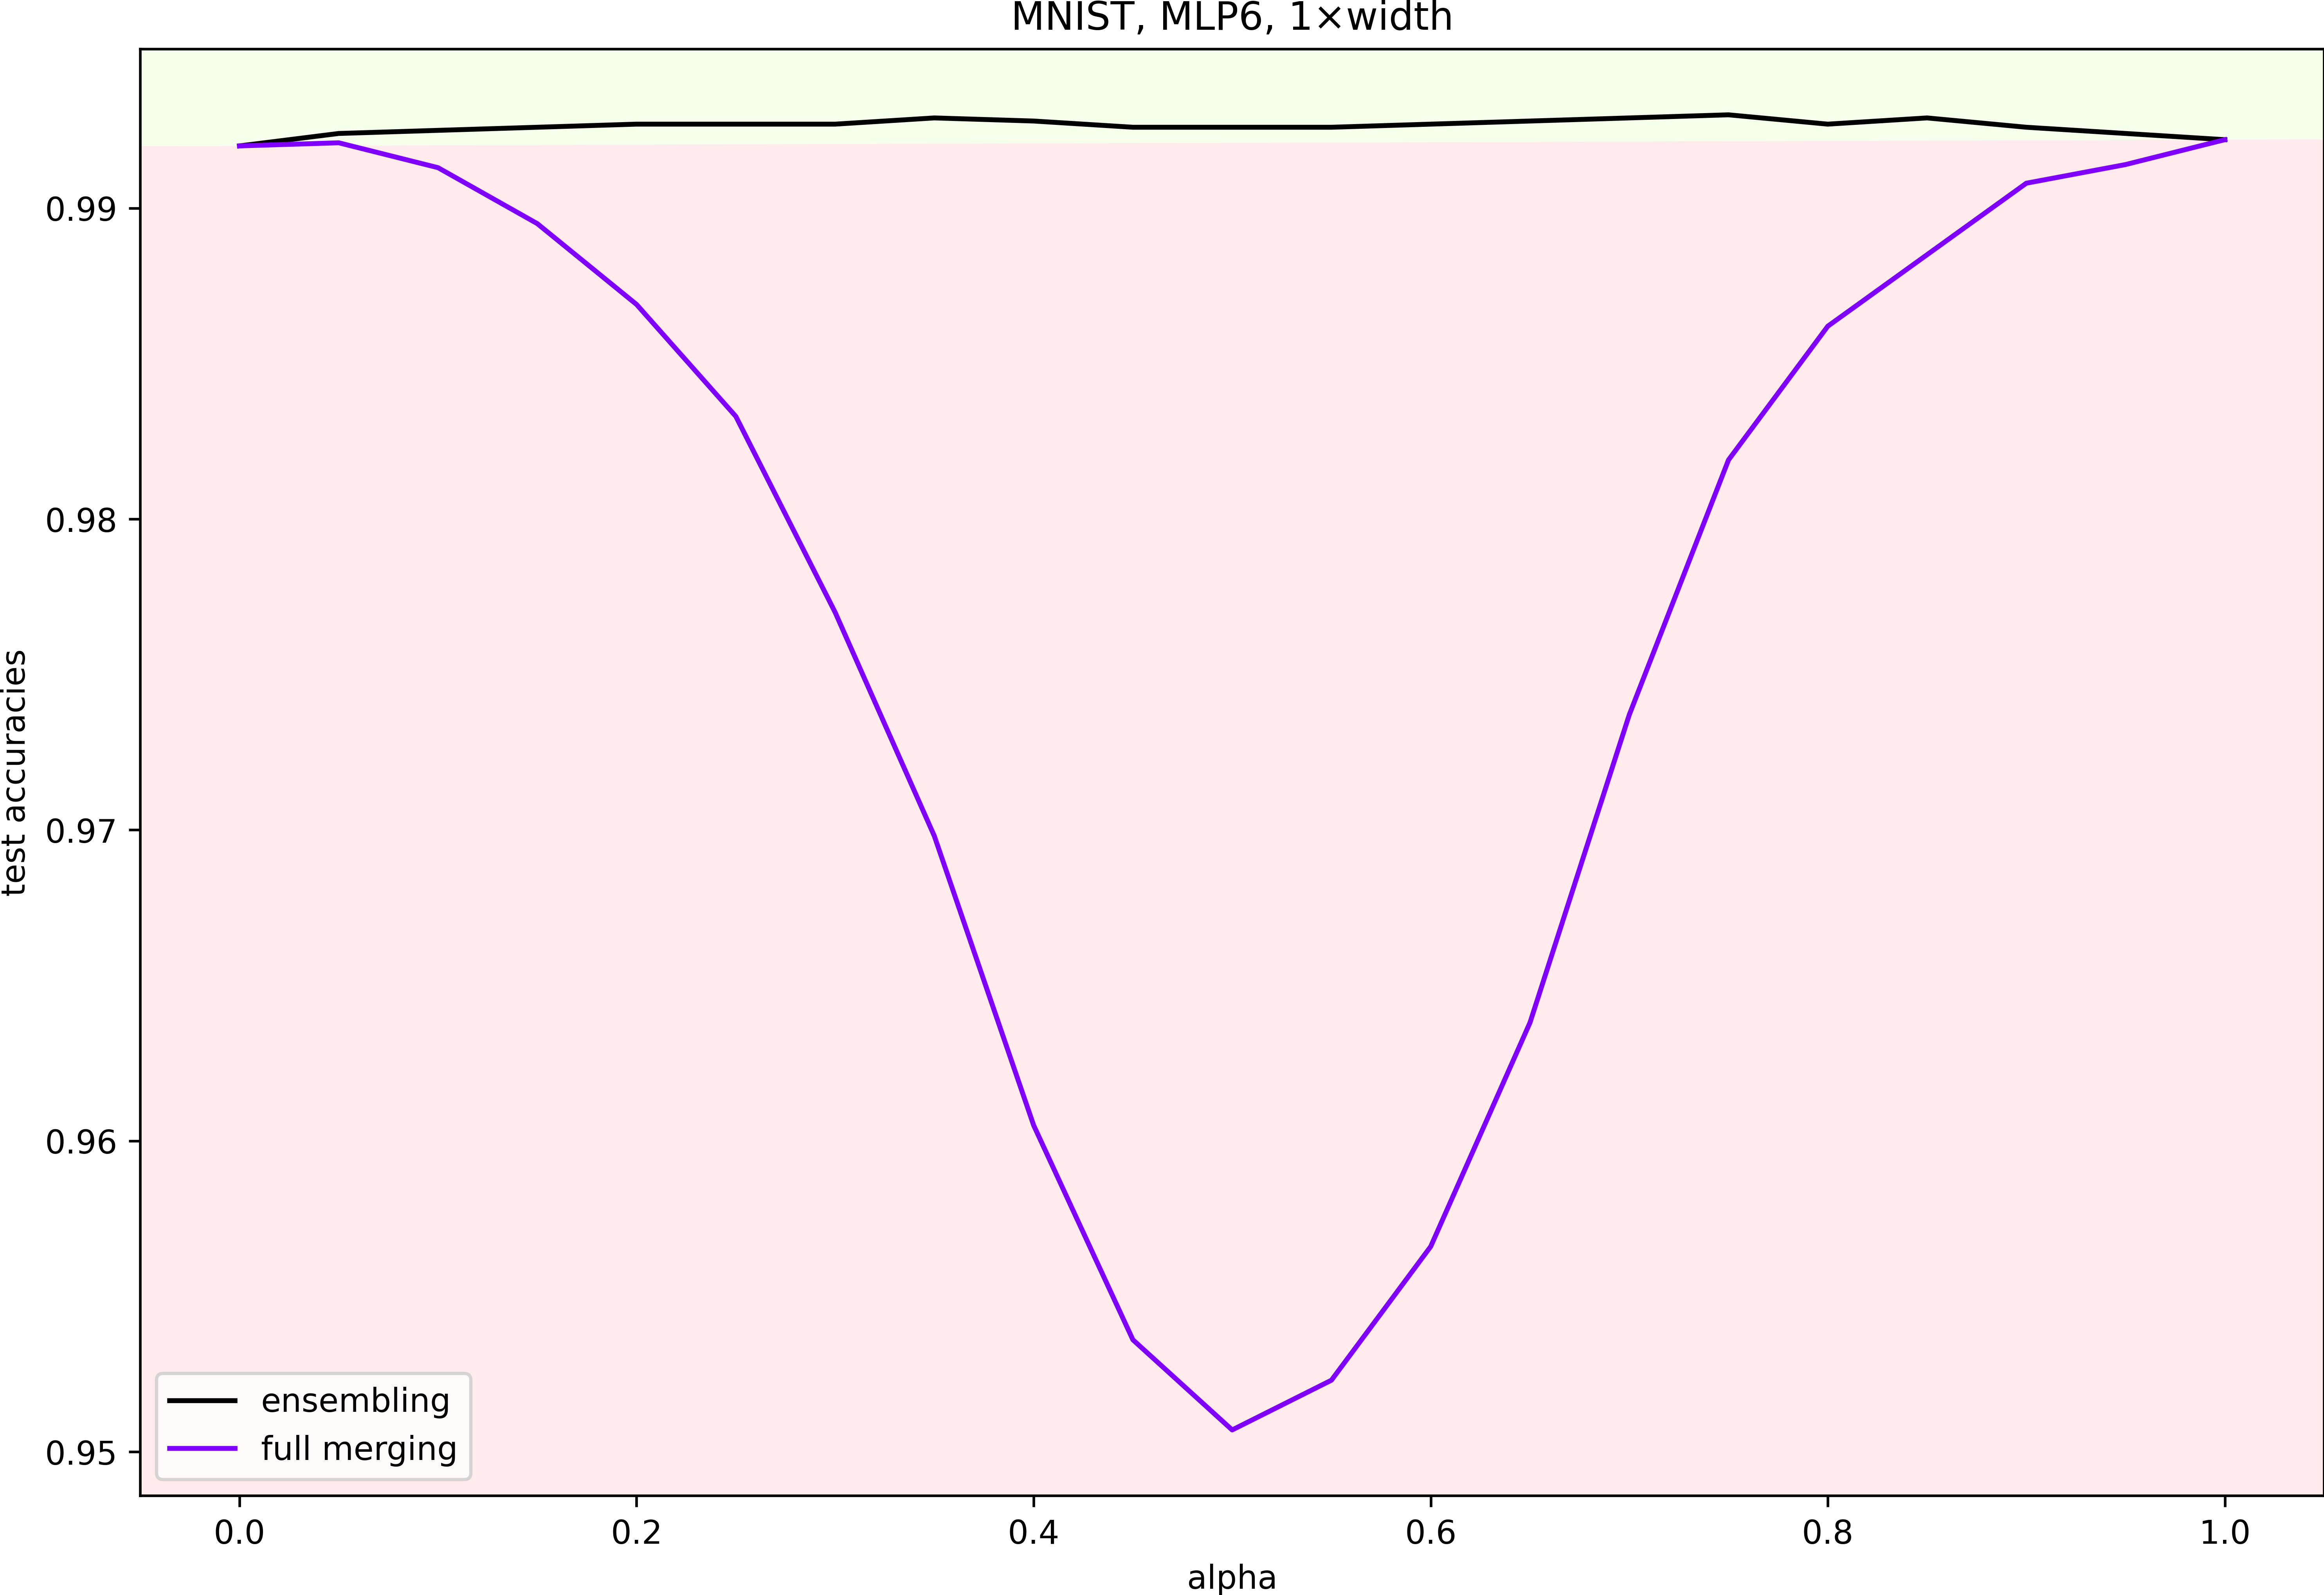 MNIST, MLP6, 1×width
test accuracies
0.99
0.98
0.97
0.96
0.95
ensembling
full merging
0.0
0.2
0.4
0.6
0.8
1.0
alpha